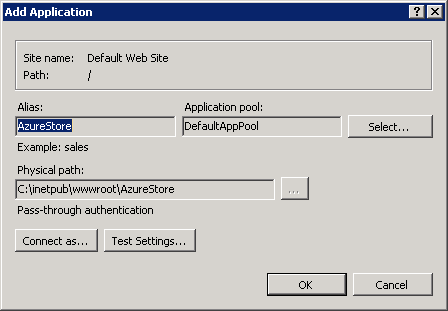 Add Application
Site name: Default Web Site
Path: /
Alias: Application pool:
AzureStore DefaultAppPool Select...
Example: sales
Physical path:
C:\inetpub\wwwroot\AzureStore ...
Pass-through authentication
Connect as... Test Settings...
OK Cancel